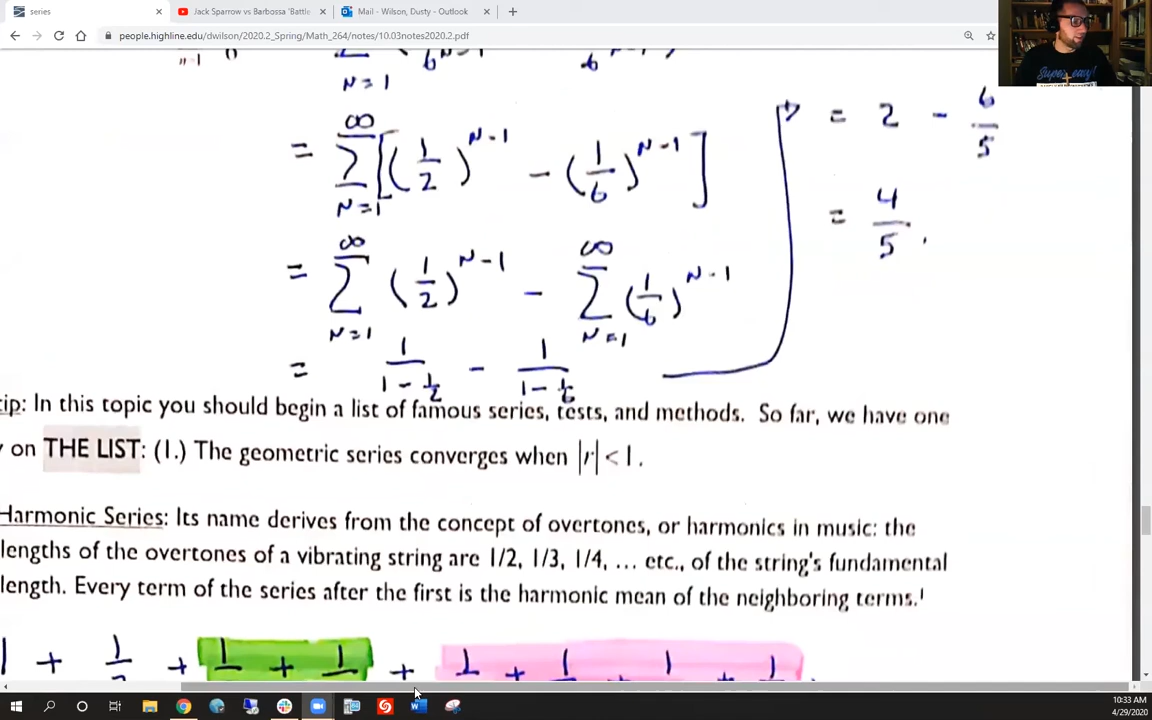 series
Jack Sparrow vs Barbossa 'Battle
Mail - Wilson, Dusty - Outlook
people.highline.edu/dwilson/2020.2_Spring/Math_264/notes/10.03notes2020.2.pdf
Super easy!
N=1
= ∞∑N=1 [(1/2)^N-1 - (1/6)^N-1]
= ∞∑N=1 (1/2)^N-1 - ∞∑N=1 (1/6)^N-1
= 1/(1-1/2) - 1/(1-1/6)
= 2 - 6/5
= 4/5.
tip: In this topic you should begin a list of famous series, tests, and methods. So far, we have one
on THE LIST: (1.) The geometric series converges when |r|<1.
Harmonic Series: Its name derives from the concept of overtones, or harmonics in music: the
lengths of the overtones of a vibrating string are 1/2, 1/3, 1/4, … etc., of the string's fundamental
length. Every term of the series after the first is the harmonic mean of the neighboring terms.¹
10:33 AM
4/29/2020